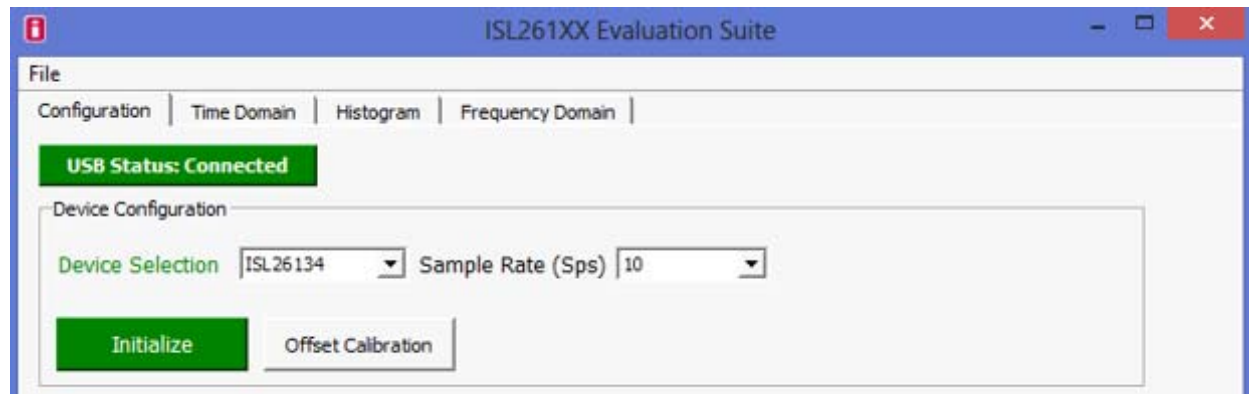 ISL261XX Evaluation Suite
File
Configuration Time Domain Histogram Frequency Domain
USB Status: Connected
Device Configuration
Device Selection ISL26134 Sample Rate (Sps) 10
Initialize Offset Calibration